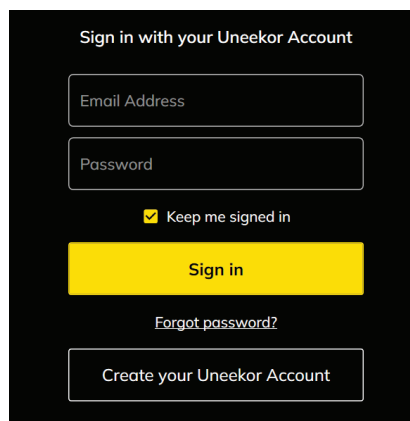 Sign in with your Uneekor Account
Email Address
Password
Keep me signed in
Sign in
Forgot password?
Create your Uneekor Account